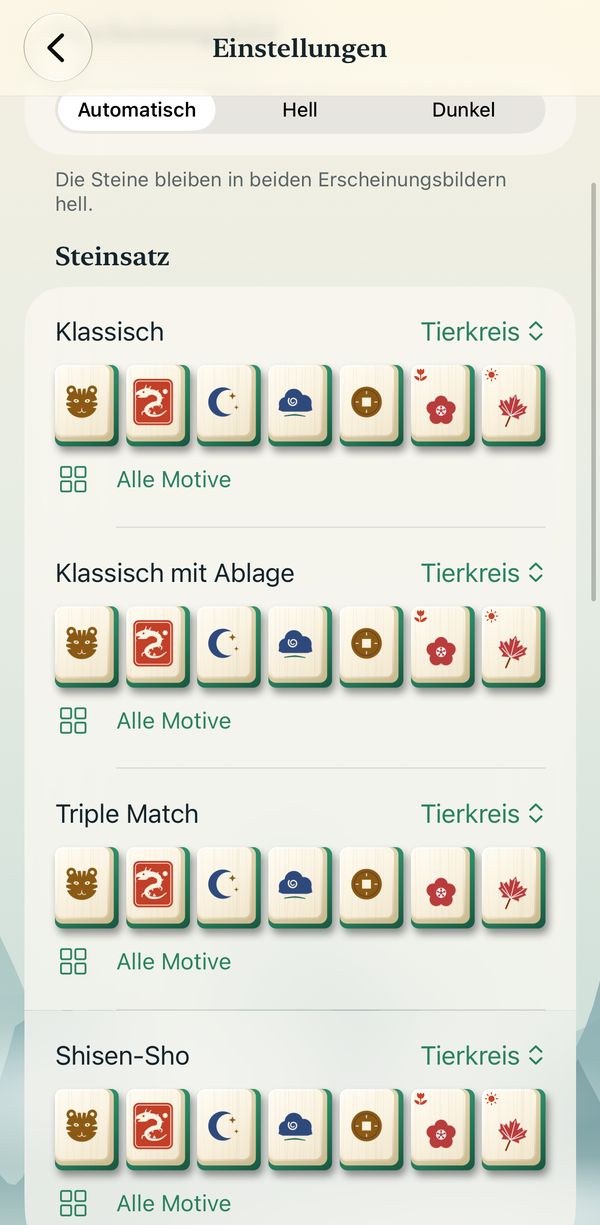 Einstellungen
Automatisch Hell Dunkel
Die Steine bleiben in beiden Erscheinungsbildern
hell.
Steinsatz
Klassisch Tierkreis
Alle Motive
Klassisch mit Ablage Tierkreis
Alle Motive
Triple Match Tierkreis
Alle Motive
Shisen-Sho Tierkreis
Alle Motive